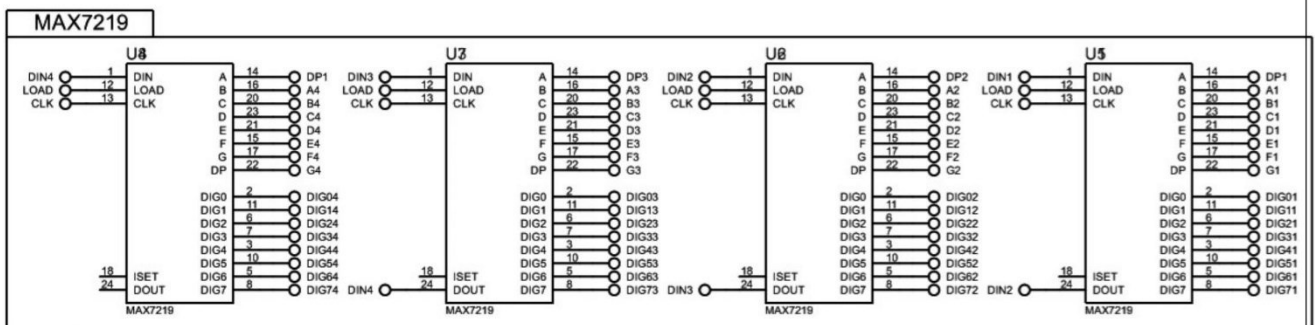 MAX7219
DIN4 1 DIN A 14 DP1
LOAD 12 LOAD B 16 A4
CLK 13 CLK C 20 B4
D 23 C4
E 21 D4
F 15 E4
G 17 F4
DP 22 G4
DIG0 2 DIG04
DIG1 11 DIG14
DIG2 6 DIG24
DIG3 7 DIG34
DIG4 3 DIG44
DIG5 10 DIG54
18 ISET DIG6 5 DIG64
24 DOUT DIG7 8 DIG74
MAX7219
DIN3 1 DIN A 14 DP3
LOAD 12 LOAD B 16 A3
CLK 13 CLK C 20 B3
D 23 C3
E 21 D3
F 15 E3
G 17 F3
DP 22 G3
DIG0 2 DIG03
DIG1 11 DIG13
DIG2 6 DIG23
DIG3 7 DIG33
DIG4 3 DIG43
DIG5 10 DIG53
18 ISET DIG6 5 DIG63
DIN4 24 DOUT DIG7 8 DIG73
MAX7219
DIN2 1 DIN A 14 DP2
LOAD 12 LOAD B 16 A2
CLK 13 CLK C 20 B2
D 23 C2
E 21 D2
F 15 E2
G 17 F2
DP 22 G2
DIG0 2 DIG02
DIG1 11 DIG12
DIG2 6 DIG22
DIG3 7 DIG32
DIG4 3 DIG42
DIG5 10 DIG52
18 ISET DIG6 5 DIG62
DIN3 24 DOUT DIG7 8 DIG72
MAX7219
DIN1 1 DIN A 14 DP1
LOAD 12 LOAD B 16 A1
CLK 13 CLK C 20 B1
D 23 C1
E 21 D1
F 15 E1
G 17 F1
DP 22 G1
DIG0 2 DIG01
DIG1 11 DIG11
DIG2 6 DIG21
DIG3 7 DIG31
DIG4 3 DIG41
DIG5 10 DIG51
18 ISET DIG6 5 DIG61
DIN2 24 DOUT DIG7 8 DIG71
MAX7219